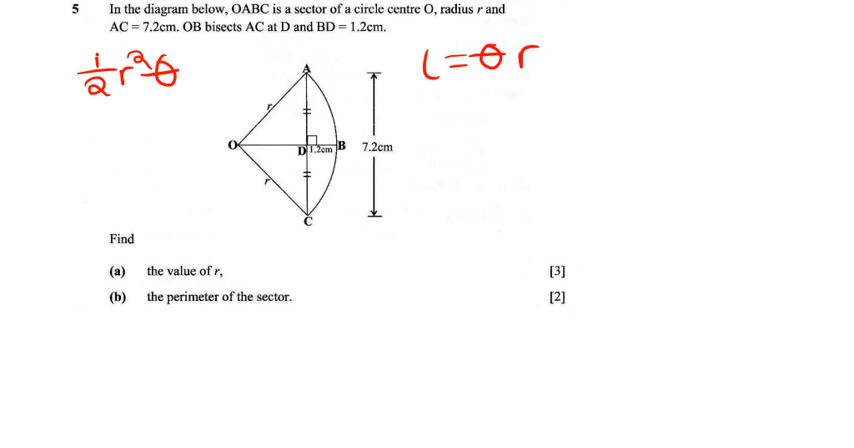 5 In the diagram below, OABC is a sector of a circle centre O, radius r and
AC = 7.2cm. OB bisects AC at D and BD = 1.2cm.
1/2 r²θ
l = θr
A
r
O
D 1.2cm B 7.2cm
r
C
Find
(a) the value of r, [3]
(b) the perimeter of the sector. [2]